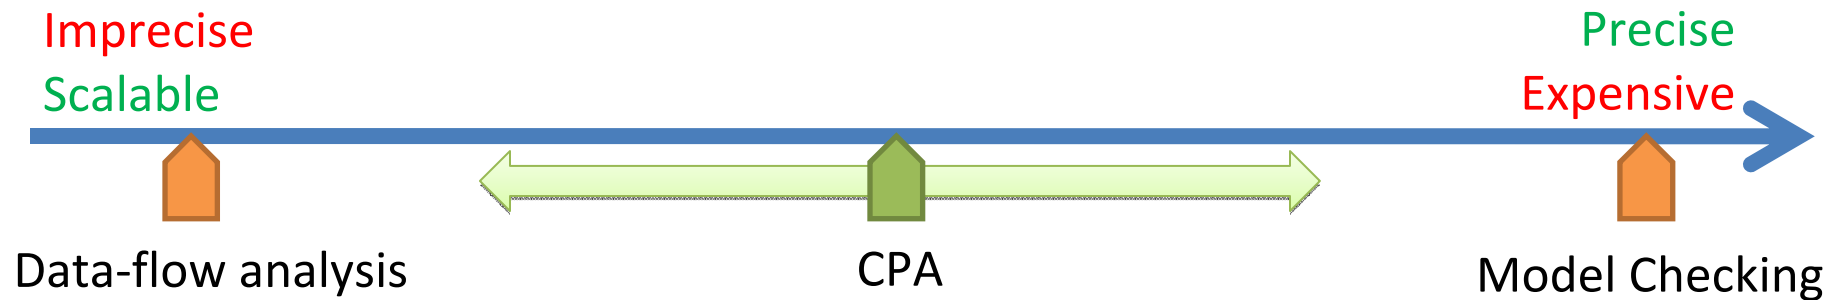 Imprecise
Scalable
Precise
Expensive
Data-flow analysis
CPA
Model Checking